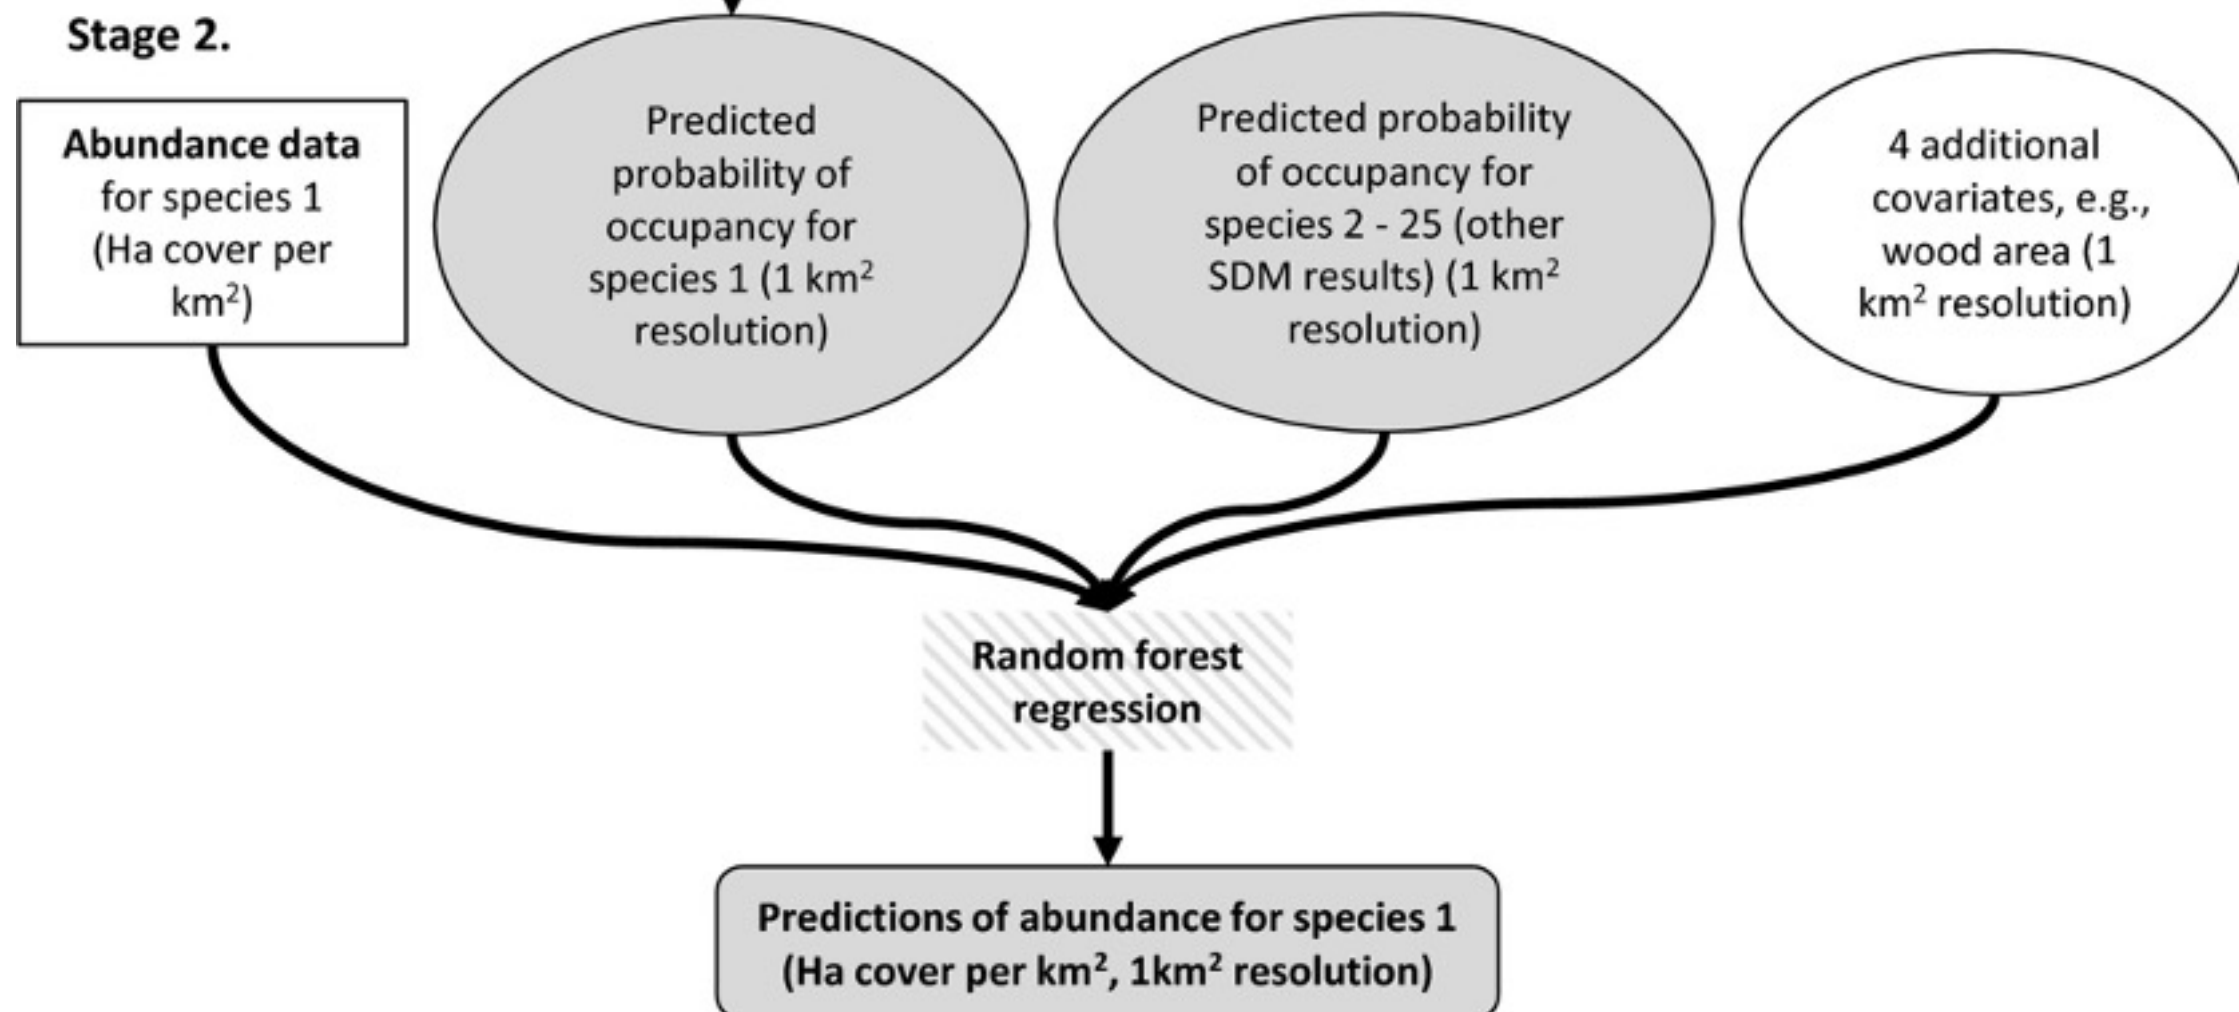 Stage 2.
Abundance data
for species 1
(Ha cover per
km²)
Predicted
probability of
occupancy for
species 1 (1 km²
resolution)
Predicted probability
of occupancy for
species 2 - 25 (other
SDM results) (1 km²
resolution)
4 additional
covariates, e.g.,
wood area (1
km² resolution)
Random forest
regression
Predictions of abundance for species 1
(Ha cover per km², 1km² resolution)